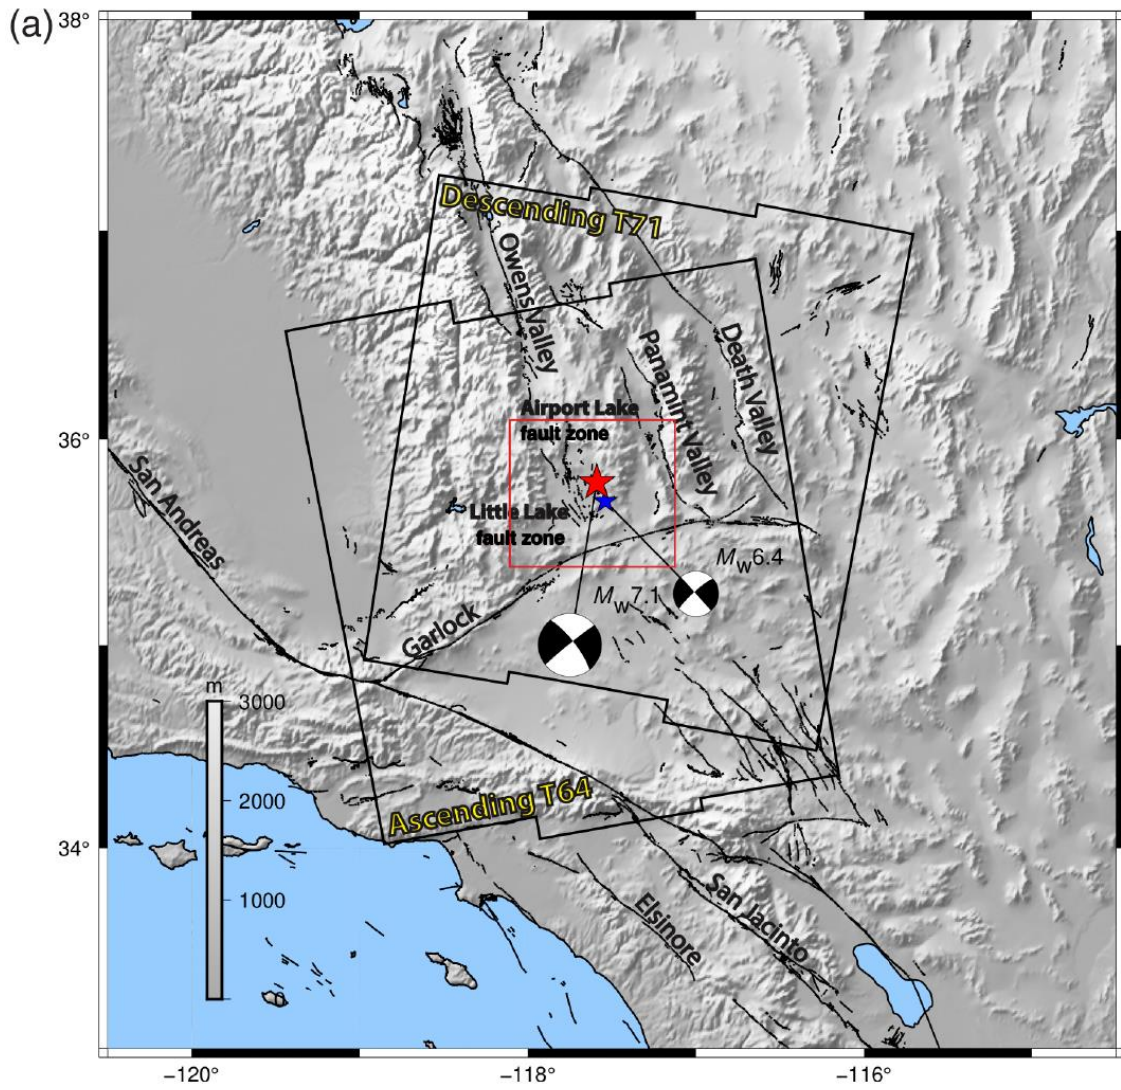 (a)
38°
Descending T71
Owens Valley
Death Valley
Panamint Valley
36°
Airport Lake
fault zone
San Andreas
Little Lake
fault zone
Mw6.4
Mw7.1
Garlock
m
3000
2000
1000
0
Ascending T64
34°
San Jacinto
Elsinore
-120°
-118°
-116°